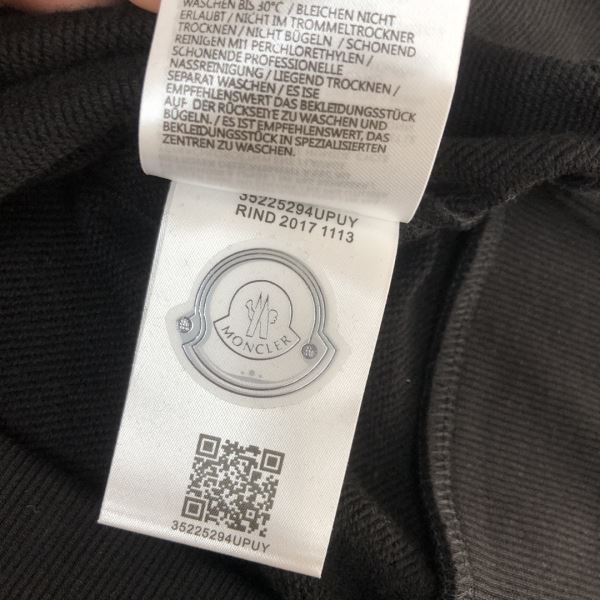 WASCHEN BIS 30°C / BLEICHEN NICHT
ERLAUBT / NICHT IM TROMMELTROCKNER
TROCKNEN / NICHT BÜGELN / SCHONEND
REINIGEN MIT PERCHLORETHYLEN /
SCHONENDE PROFESSIONELLE
NASSREINIGUNG / LIEGEND TROCKNEN /
SEPARAT WASCHEN / ES ISE
EMPFEHLENSWERT DAS BEKLEIDUNGSSTÜCK
AUF DER RÜCKSEITE ZU WASCHEN UND
BÜGELN. / ES IST EMPFEHLENSWERT, DAS
BEKLEIDUNGSSTÜCK IN SPEZIALISIERTEN
ZENTREN ZU WASCHEN.
35225294UPUY
RIND 2017 1113
MONCLER
35225294UPUY